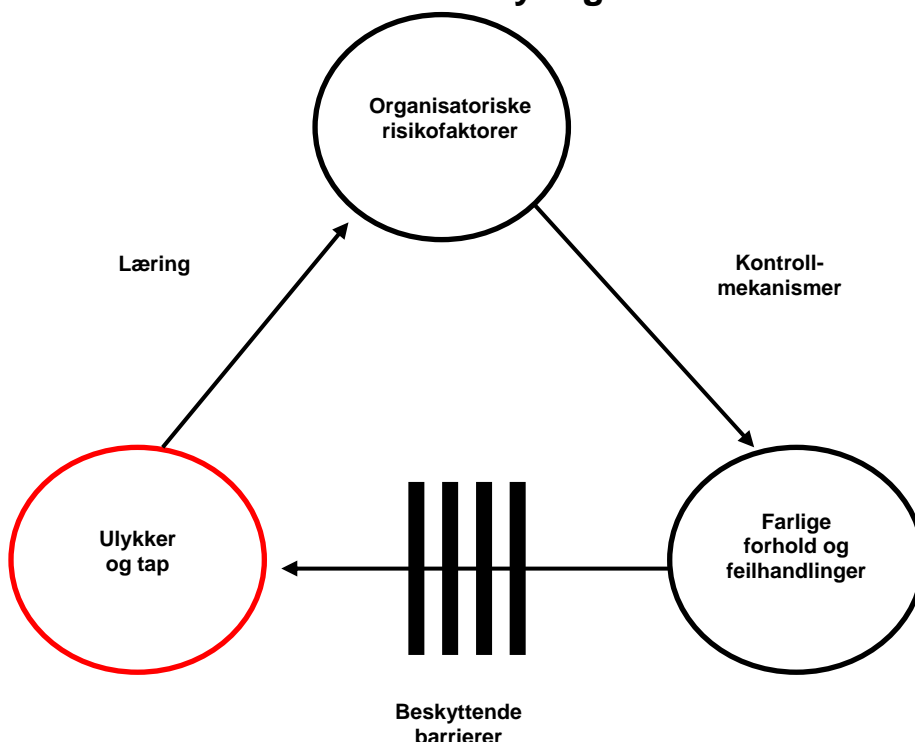 Organisatoriske
risikofaktorer
Læring
Kontroll-
mekanismer
Ulykker
og tap
Farlige
forhold og
feilhandlinger
Beskyttende
barrierer